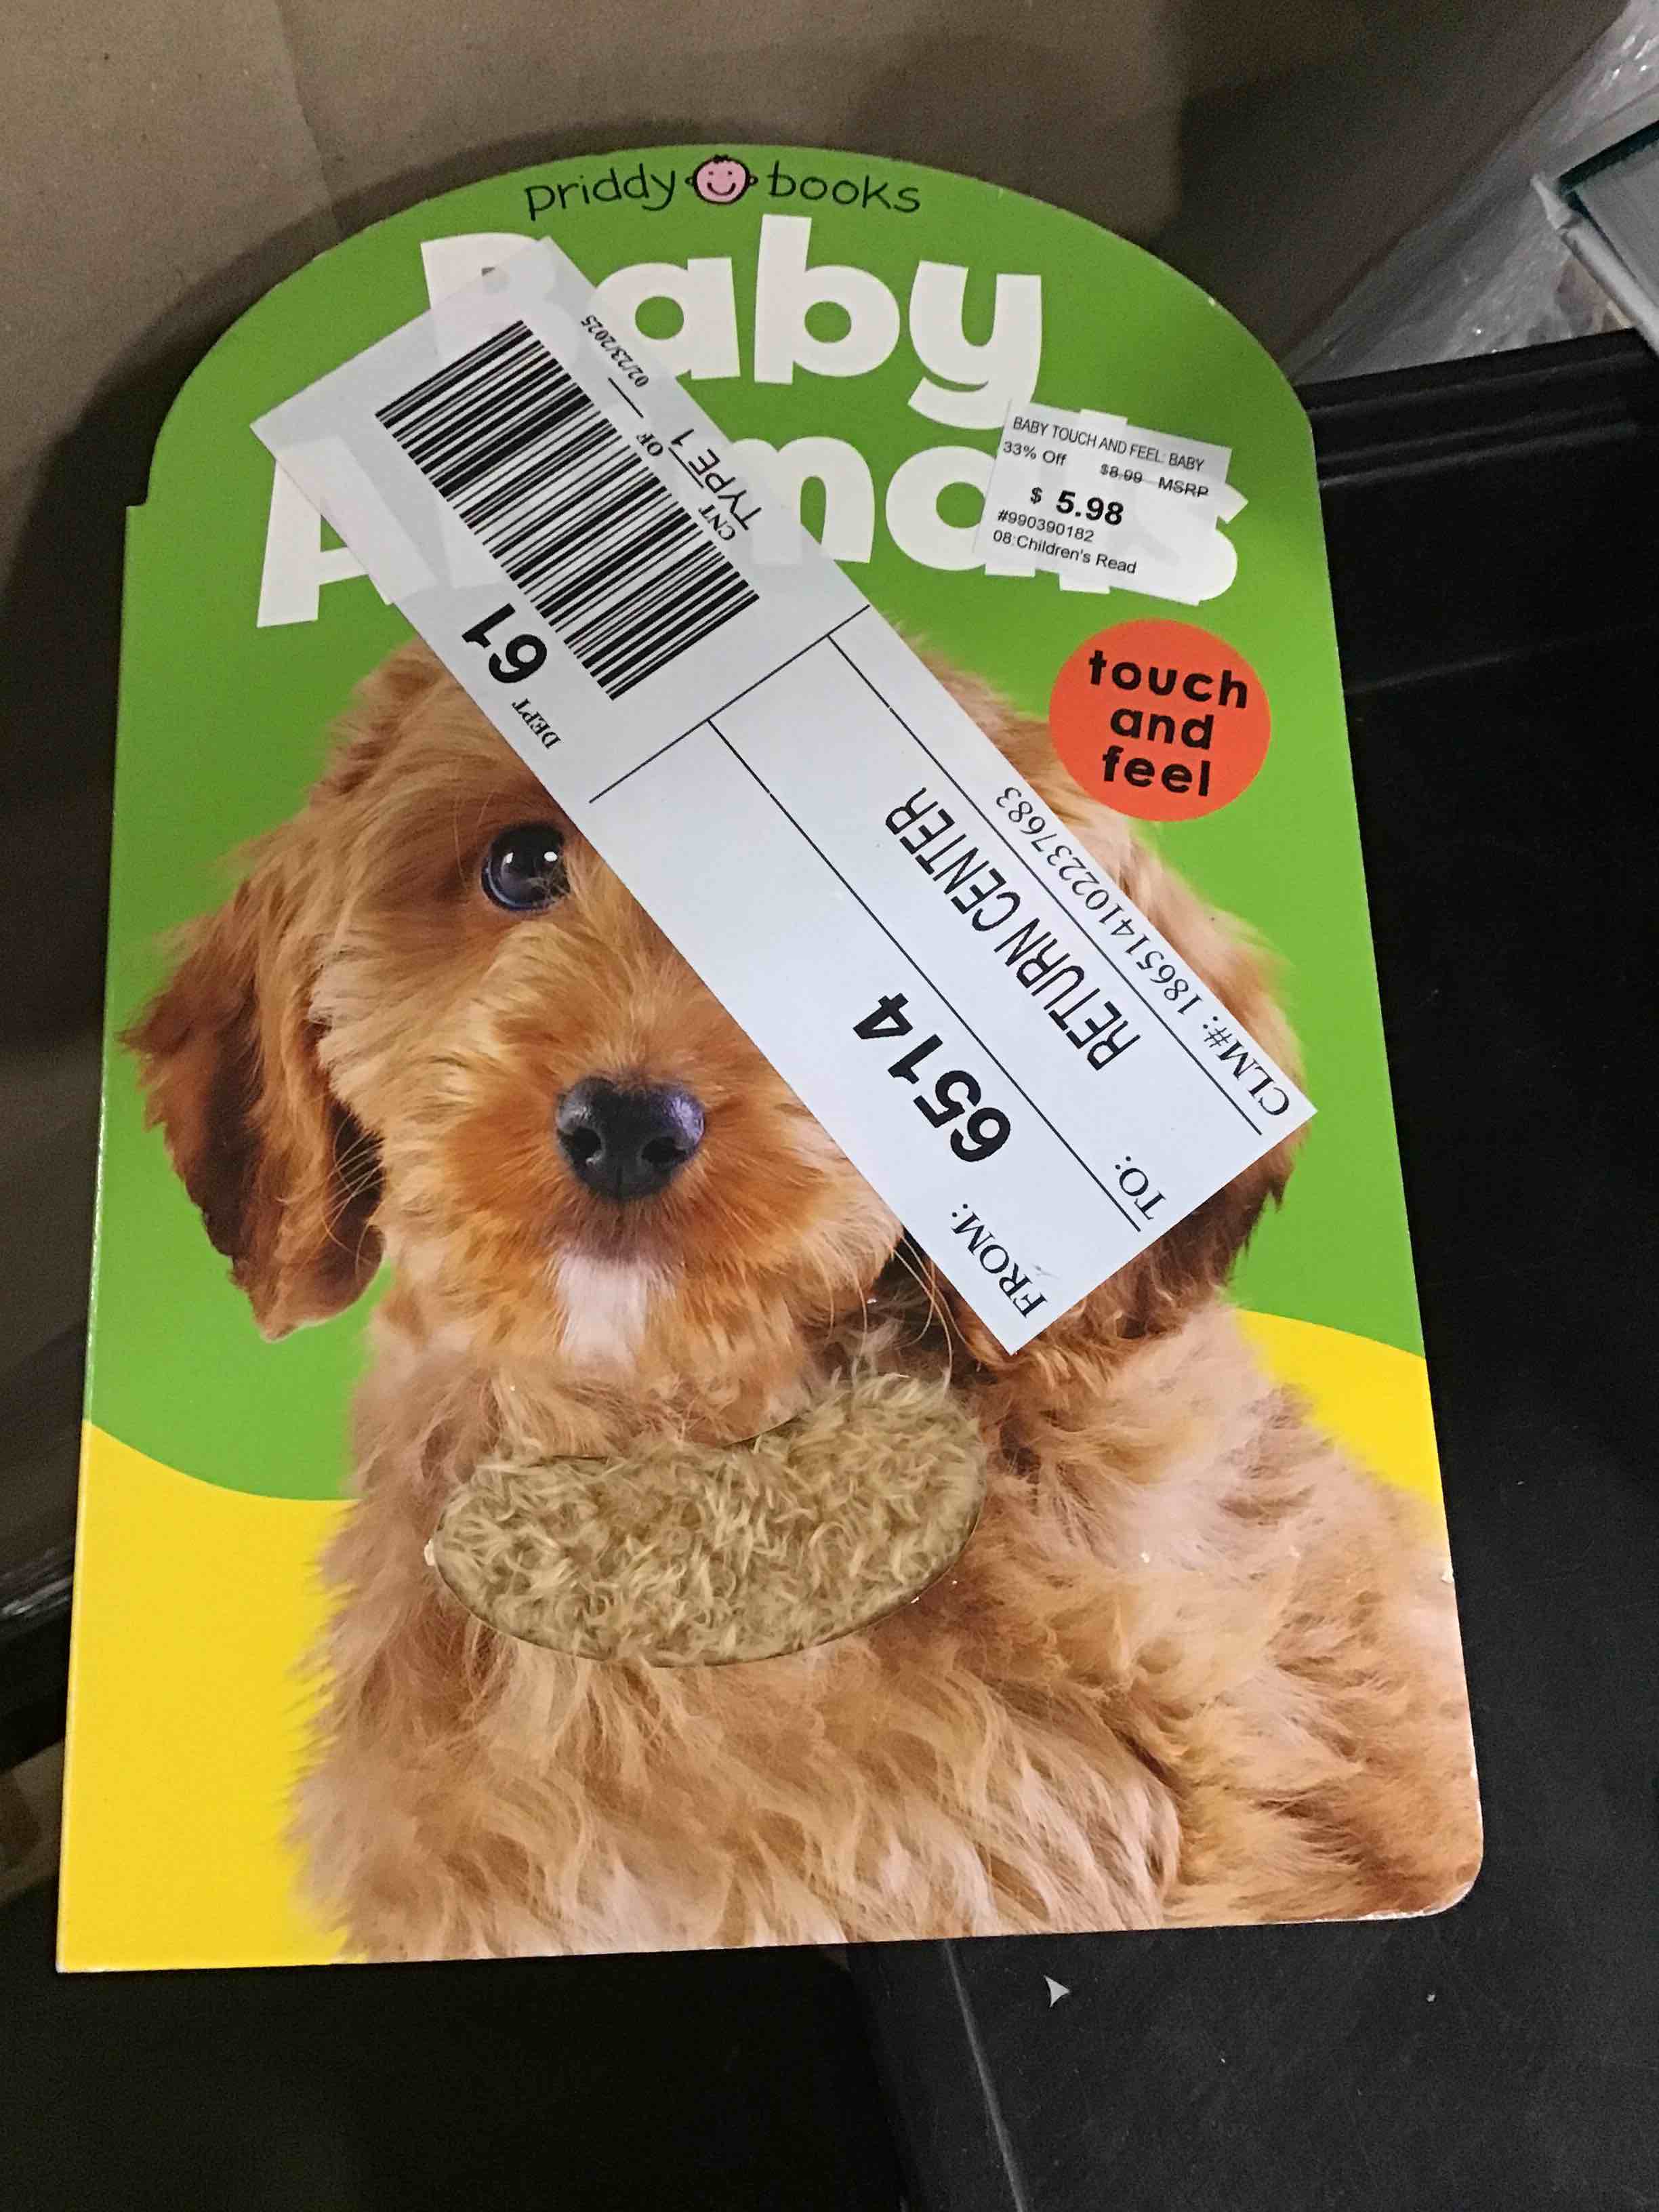 priddy books
Baby
Animals
BABY TOUCH AND FEEL: BABY
33% Off $8.99 MSRP
$ 5.98
#990390182
08:Children's Read
touch
and
feel
FROM: 6514
TO: RETURN CENTER
CLM#: 186514102237683
DEPT 61
CNT OF
TYPE 1
02/23/2025